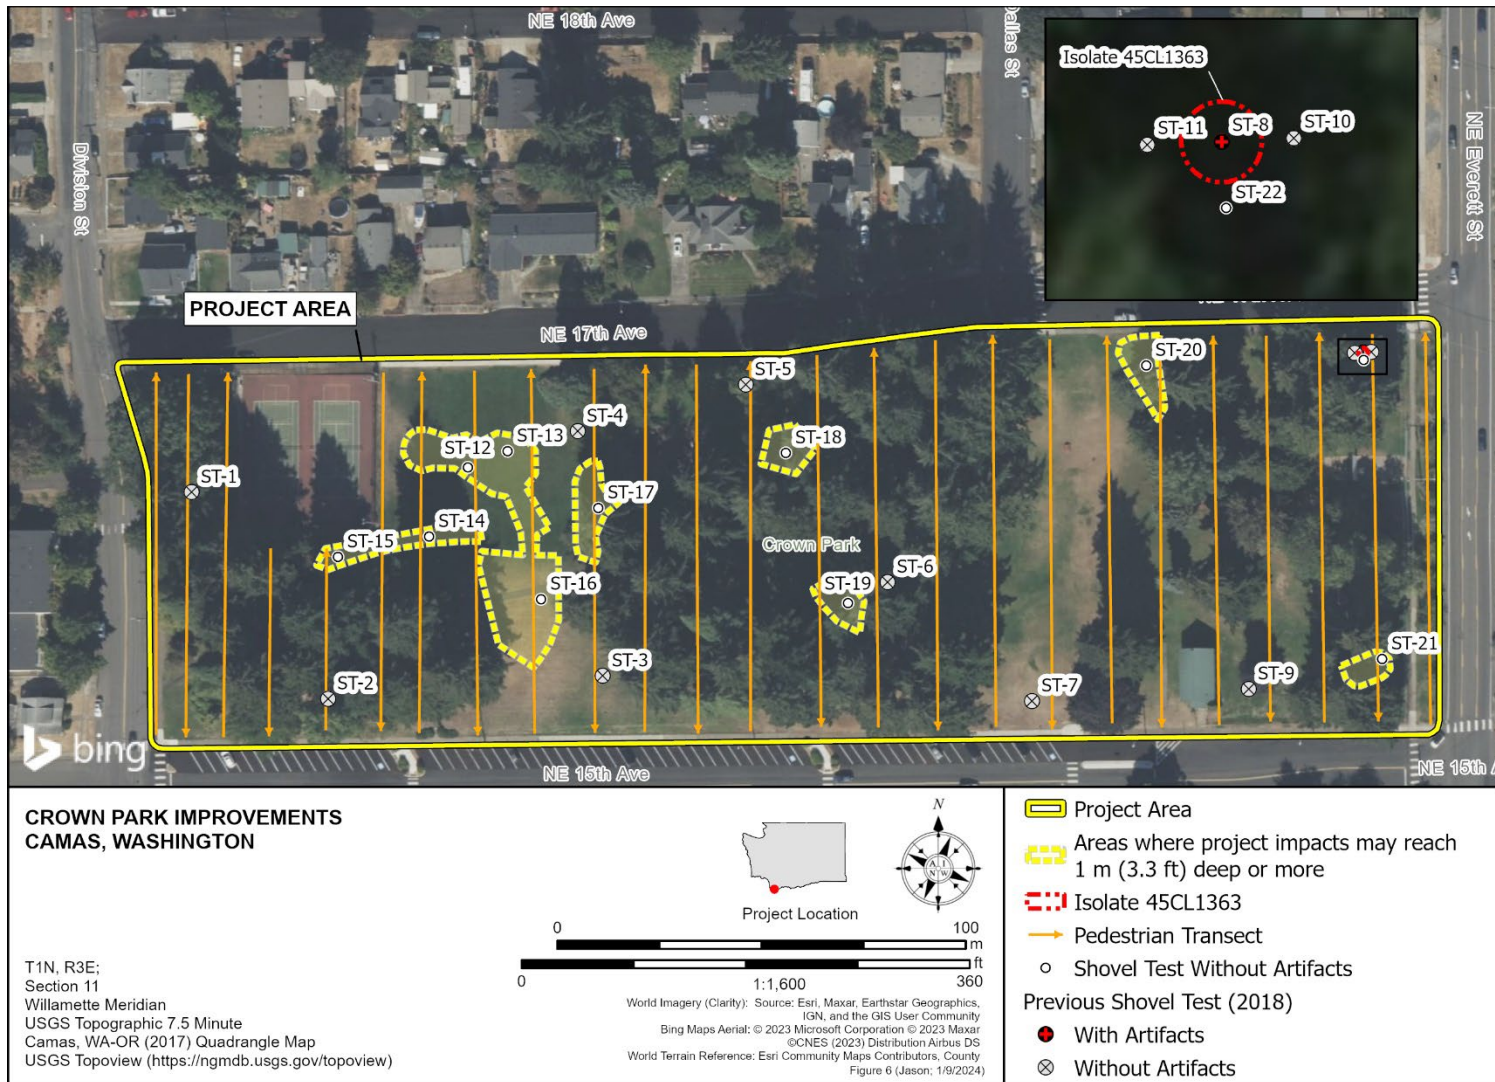 NE 18th Ave
Dallas St
Isolate 45CL1363
ST-11
ST-8
ST-10
ST-22
NE Everett St
Division St
PROJECT AREA
NE 17th Ave
ST-5
ST-20
ST-4
ST-13
ST-12
ST-18
ST-1
ST-17
ST-14
ST-15
Crown Park
ST-6
ST-16
ST-19
ST-21
ST-3
ST-2
ST-7
ST-9
bing
NE 15th Ave
NE 15th A
CROWN PARK IMPROVEMENTS
CAMAS, WASHINGTON
T1N, R3E;
Section 11
Willamette Meridian
USGS Topographic 7.5 Minute
Camas, WA-OR (2017) Quadrangle Map
USGS Topoview (https://ngmdb.usgs.gov/topoview)
Project Location
N
A I
N W
0 100
m
ft
0 360
1:1,600
World Imagery (Clarity): Source: Esri, Maxar, Earthstar Geographics,
IGN, and the GIS User Community
Bing Maps Aerial: © 2023 Microsoft Corporation © 2023 Maxar
©CNES (2023) Distribution Airbus DS
World Terrain Reference: Esri Community Maps Contributors, County
Figure 6 (Jason; 1/9/2024)
Project Area
Areas where project impacts may reach
1 m (3.3 ft) deep or more
Isolate 45CL1363
Pedestrian Transect
Shovel Test Without Artifacts
Previous Shovel Test (2018)
With Artifacts
Without Artifacts